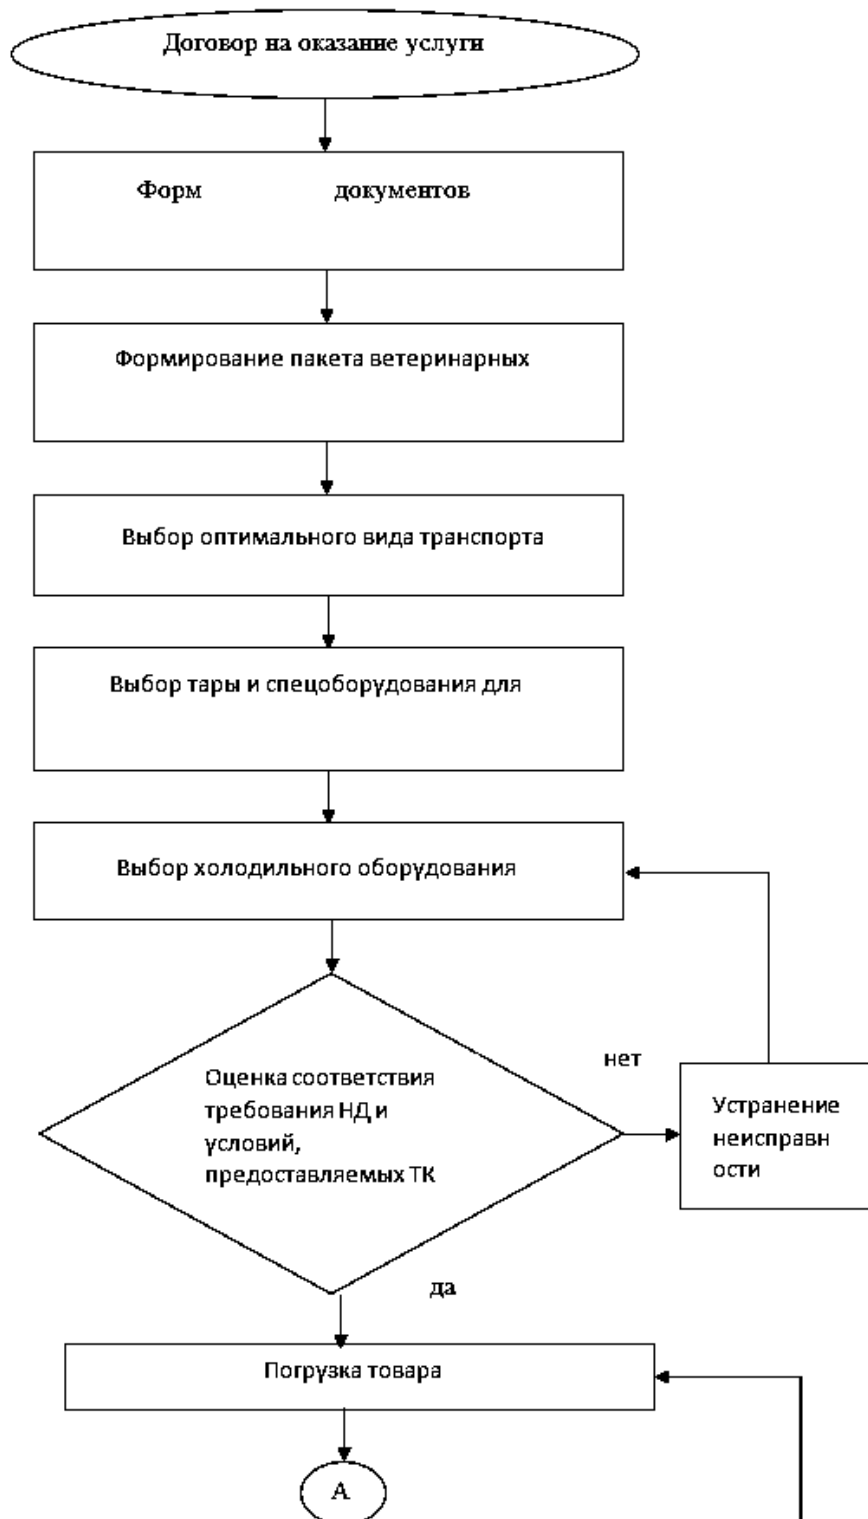 Договор на оказание услуги
Форм документов
Формирование пакета ветеринарных
Выбор оптимального вида транспорта
Выбор тары и спецоборудования для
Выбор холодильного оборудования
Оценка соответствия
требования НД и
условий,
предоставляемых ТК
нет
Устранение
неисправн
ости
да
Погрузка товара
А